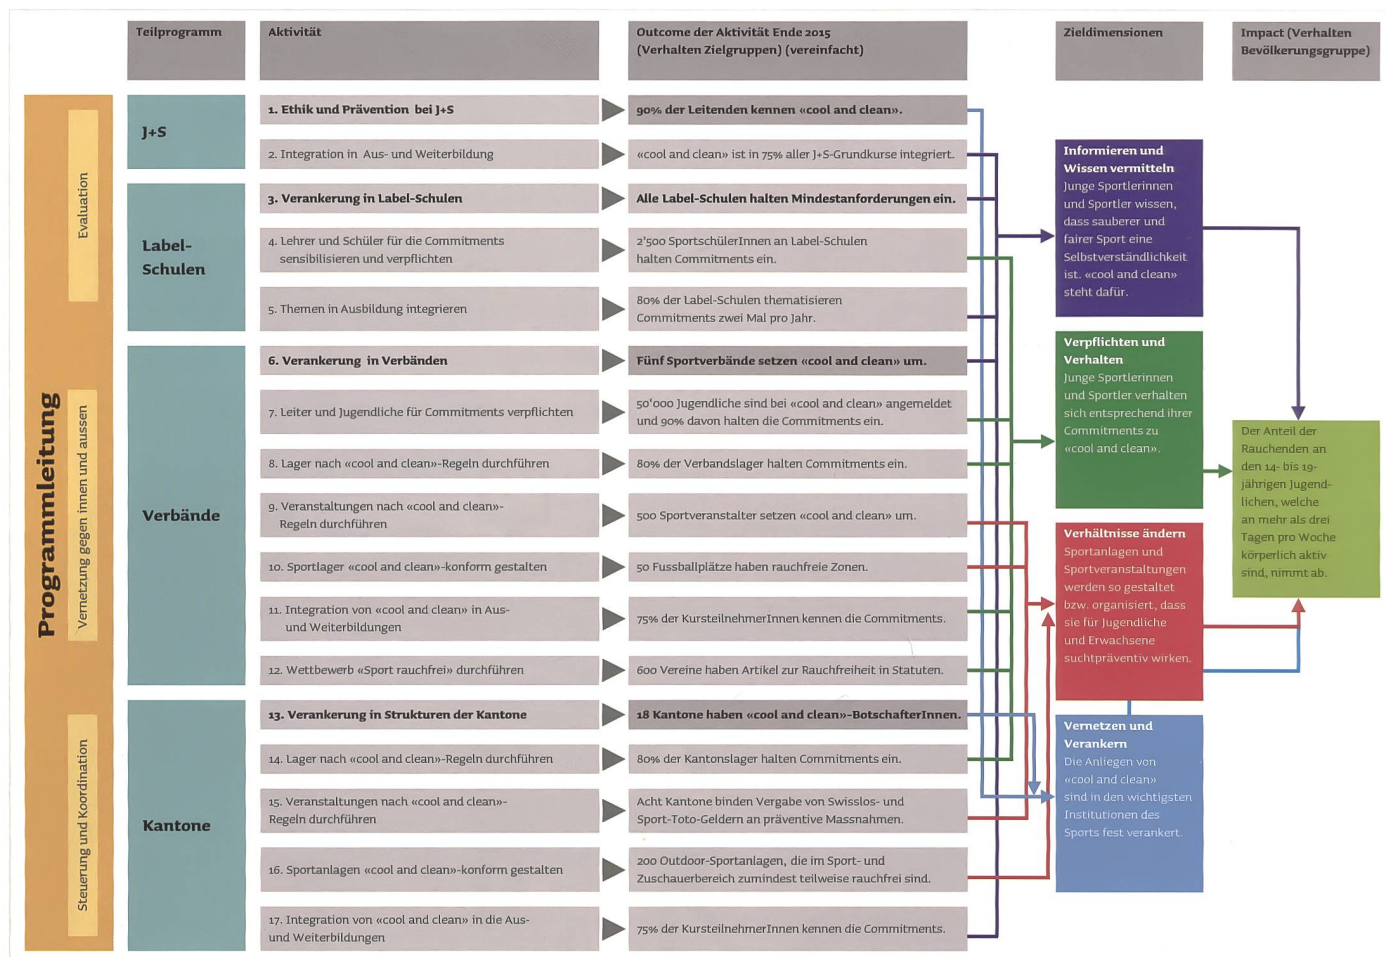 Teilprogramm
Aktivität
Outcome der Aktivität Ende 2015
(Verhalten Zielgruppen) (vereinfacht)
Zieldimensionen
Impact (Verhalten
Bevölkerungsgruppe)
Programmleitung
Evaluation
Vernetzung gegen innen und aussen
Steuerung und Koordination
J+S
1. Ethik und Prävention bei J+S
90% der Leitenden kennen «cool and clean».
2. Integration in Aus- und Weiterbildung
«cool and clean» ist in 75% aller J+S-Grundkurse integriert.
Label-
Schulen
3. Verankerung in Label-Schulen
Alle Label-Schulen halten Mindestanforderungen ein.
4. Lehrer und Schüler für die Commitments
sensibilisieren und verpflichten
2'500 SportschülerInnen an Label-Schulen
halten Commitments ein.
5. Themen in Ausbildung integrieren
80% der Label-Schulen thematisieren
Commitments zwei Mal pro Jahr.
Verbände
6. Verankerung in Verbänden
Fünf Sportverbände setzen «cool and clean» um.
7. Leiter und Jugendliche für Commitments verpflichten
50'000 Jugendliche sind bei «cool and clean» angemeldet
und 90% davon halten die Commitments ein.
8. Lager nach «cool and clean»-Regeln durchführen
80% der Verbandslager halten Commitments ein.
9. Veranstaltungen nach «cool and clean»-
Regeln durchführen
500 Sportveranstalter setzen «cool and clean» um.
10. Sportlager «cool and clean»-konform gestalten
50 Fussballplätze haben rauchfreie Zonen.
11. Integration von «cool and clean» in Aus-
und Weiterbildungen
75% der KursteilnehmerInnen kennen die Commitments.
12. Wettbewerb «Sport rauchfrei» durchführen
600 Vereine haben Artikel zur Rauchfreiheit in Statuten.
Kantone
13. Verankerung in Strukturen der Kantone
18 Kantone haben «cool and clean»-BotschafterInnen.
14. Lager nach «cool and clean»-Regeln durchführen
80% der Kantonslager halten Commitments ein.
15. Veranstaltungen nach «cool and clean»-
Regeln durchführen
Acht Kantone binden Vergabe von Swisslos- und
Sport-Toto-Geldern an präventive Massnahmen.
16. Sportanlagen «cool and clean»-konform gestalten
200 Outdoor-Sportanlagen, die im Sport- und
Zuschauerbereich zumindest teilweise rauchfrei sind.
17. Integration von «cool and clean» in die Aus-
und Weiterbildungen
75% der KursteilnehmerInnen kennen die Commitments.
Informieren und
Wissen vermitteln
Junge Sportlerinnen
und Sportler wissen,
dass sauberer und
fairer Sport eine
Selbstverständlichkeit
ist. «cool and clean»
steht dafür.
Verpflichten und
Verhalten
Junge Sportlerinnen
und Sportler verhalten
sich entsprechend ihrer
Commitments zu
«cool and clean».
Verhältnisse ändern
Sportanlagen und
Sportveranstaltungen
werden so gestaltet
bzw. organisiert, dass
sie für Jugendliche
und Erwachsene
suchtpräventiv wirken.
Vernetzen und
Verankern
Die Anliegen von
«cool and clean»
sind in den wichtigsten
Institutionen des
Sports fest verankert.
Der Anteil der
Rauchenden an
den 14- bis 19-
jährigen Jugend-
lichen, welche
an mehr als drei
Tagen pro Woche
körperlich aktiv
sind, nimmt ab.